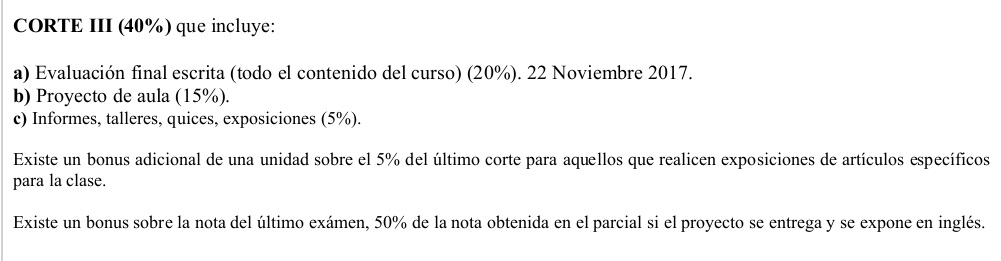 CORTE III (40%) que incluye:
a) Evaluación final escrita (todo el contenido del curso) (20%). 22 Noviembre 2017.
b) Proyecto de aula (15%).
c) Informes, talleres, quices, exposiciones (5%).
Existe un bonus adicional de una unidad sobre el 5% del último corte para aquellos que realicen exposiciones de artículos específicos
para la clase.
Existe un bonus sobre la nota del último exámen, 50% de la nota obtenida en el parcial si el proyecto se entrega y se expone en inglés.